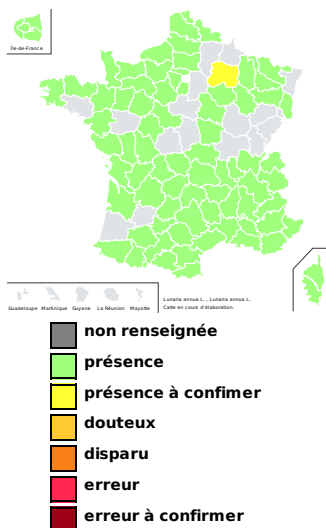 Île-de-France
Guadeloupe Martinique Guyane La Réunion Mayotte
Lunaria annua L. , Lunaria annua L.
Carte en cours d'élaboration.
non renseignée
présence
présence à confimer
douteux
disparu
erreur
erreur à confirmer